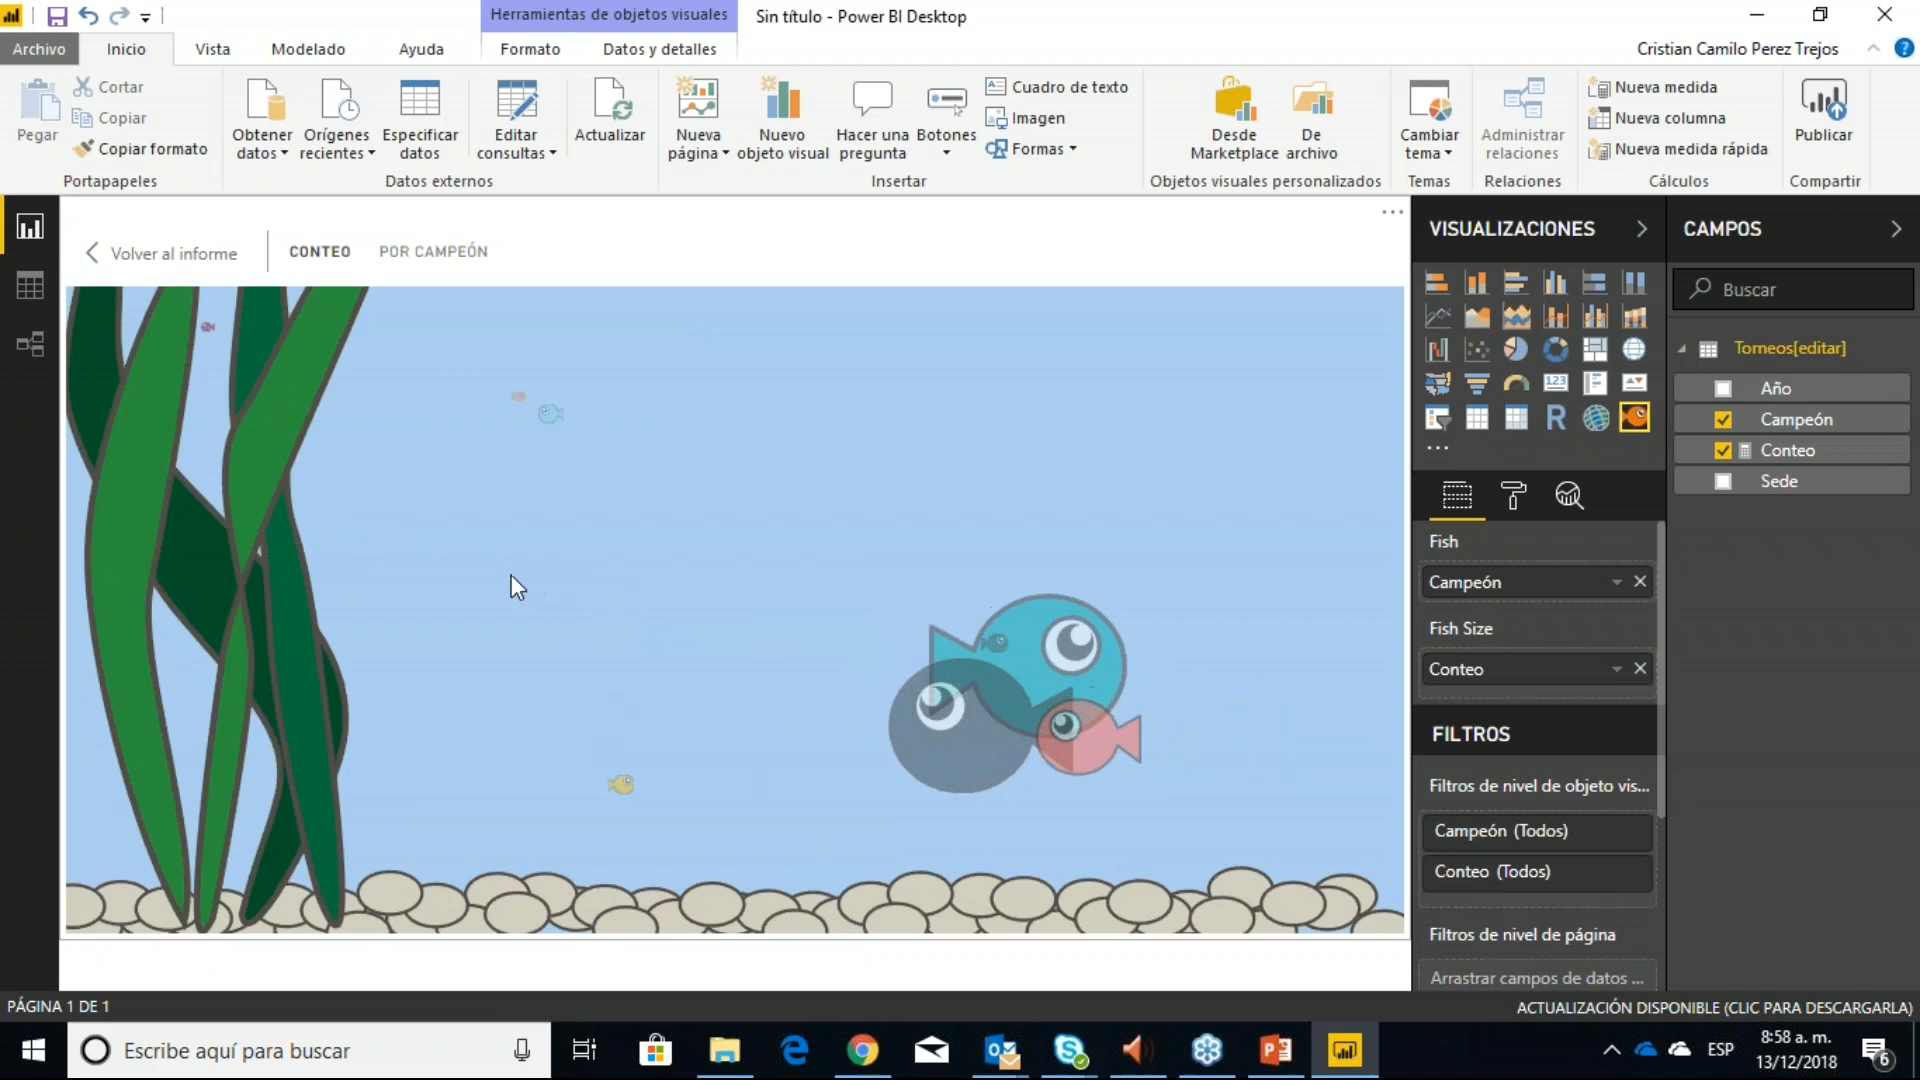 Herramientas de objetos visuales
Sin título - Power BI Desktop
Archivo Inicio Vista Modelado Ayuda Formato Datos y detalles
Cristian Camilo Perez Trejos
Pegar
Cortar
Copiar
Copiar formato
Portapapeles
Obtener datos
Orígenes recientes
Especificar datos
Editar consultas
Actualizar
Datos externos
Nueva página
Nuevo objeto visual
Hacer una pregunta
Botones
Cuadro de texto
Imagen
Formas
Insertar
Desde Marketplace
De archivo
Objetos visuales personalizados
Cambiar tema
Temas
Administrar relaciones
Relaciones
Nueva medida
Nueva columna
Nueva medida rápida
Cálculos
Publicar
Compartir
Volver al informe
CONTEO
POR CAMPEÓN
VISUALIZACIONES
123
R
Fish
Campeón
Fish Size
Conteo
FILTROS
Filtros de nivel de objeto vis...
Campeón (Todos)
Conteo (Todos)
Filtros de nivel de página
Arrastrar campos de datos ...
CAMPOS
Buscar
Torneos[editar]
Año
Campeón
Conteo
Sede
PÁGINA 1 DE 1
ACTUALIZACIÓN DISPONIBLE (CLIC PARA DESCARGARLA)
Escribe aquí para buscar
ESP
8:58 a. m.
13/12/2018
6